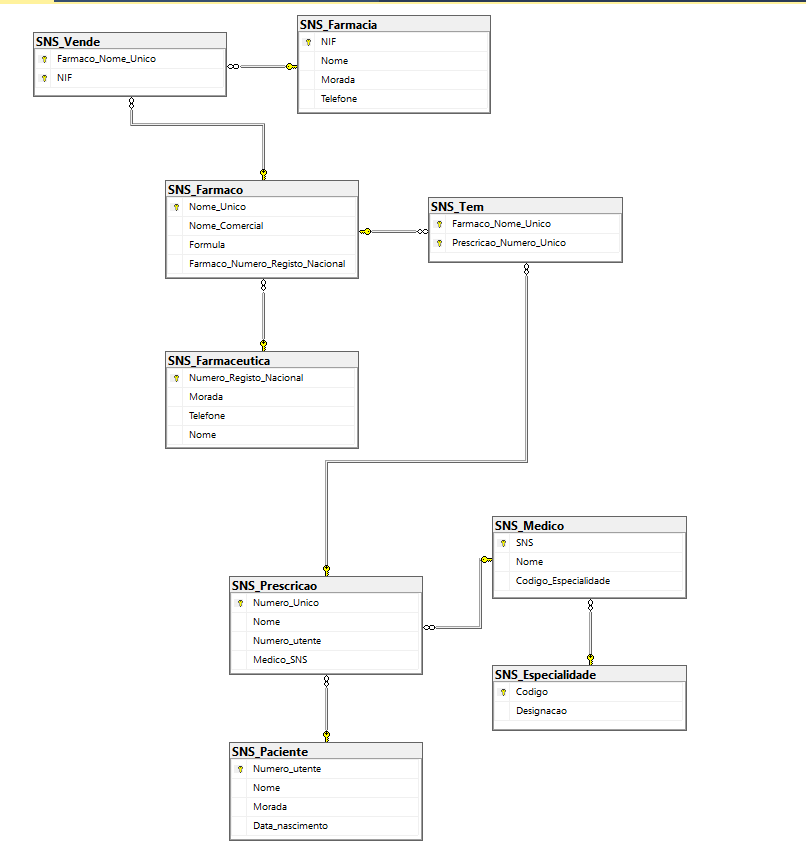 SNS_Vende
Farmaco_Nome_Unico
NIF
SNS_Farmacia
NIF
Nome
Morada
Telefone
SNS_Farmaco
Nome_Unico
Nome_Comercial
Formula
Farmaco_Numero_Registo_Nacional
SNS_Tem
Farmaco_Nome_Unico
Prescricao_Numero_Unico
SNS_Farmaceutica
Numero_Registo_Nacional
Morada
Telefone
Nome
SNS_Medico
SNS
Nome
Codigo_Especialidade
SNS_Prescricao
Numero_Unico
Nome
Numero_utente
Medico_SNS
SNS_Especialidade
Codigo
Designacao
SNS_Paciente
Numero_utente
Nome
Morada
Data_nascimento